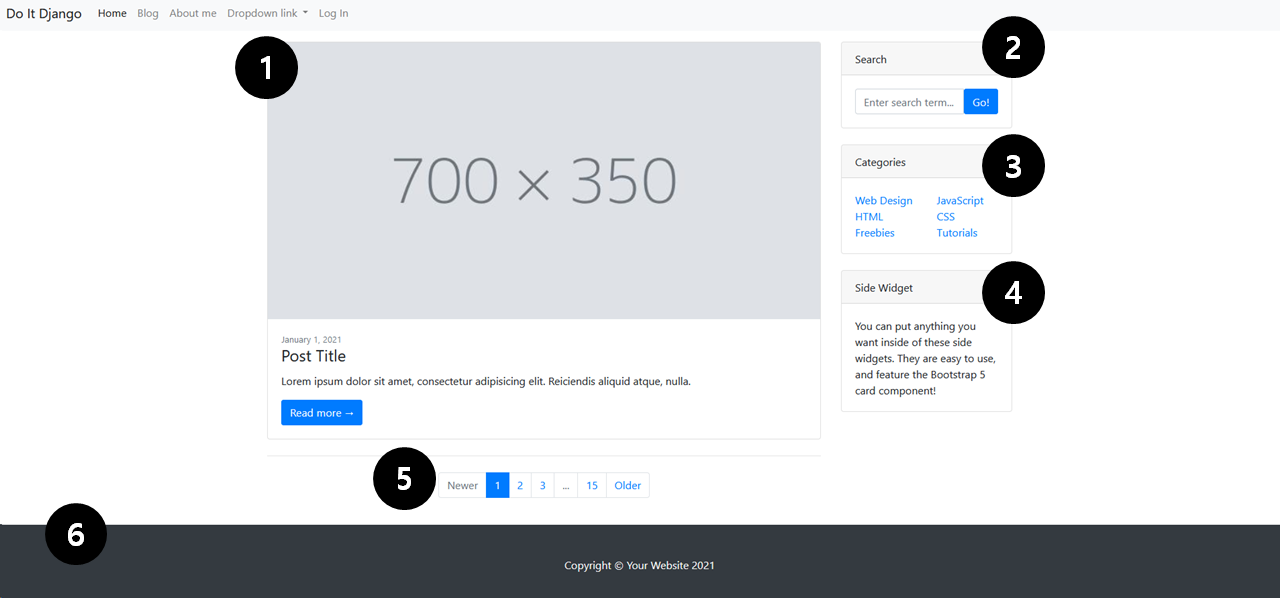 Do It Django Home Blog About me Dropdown link Log In
1
700 × 350
January 1, 2021
Post Title
Lorem ipsum dolor sit amet, consectetur adipisicing elit. Reiciendis aliquid atque, nulla.
Read more →
2
Search
Enter search term... Go!
3
Categories
Web Design JavaScript
HTML CSS
Freebies Tutorials
4
Side Widget
You can put anything you
want inside of these side
widgets. They are easy to use,
and feature the Bootstrap 5
card component!
5
Newer 1 2 3 ... 15 Older
6
Copyright © Your Website 2021